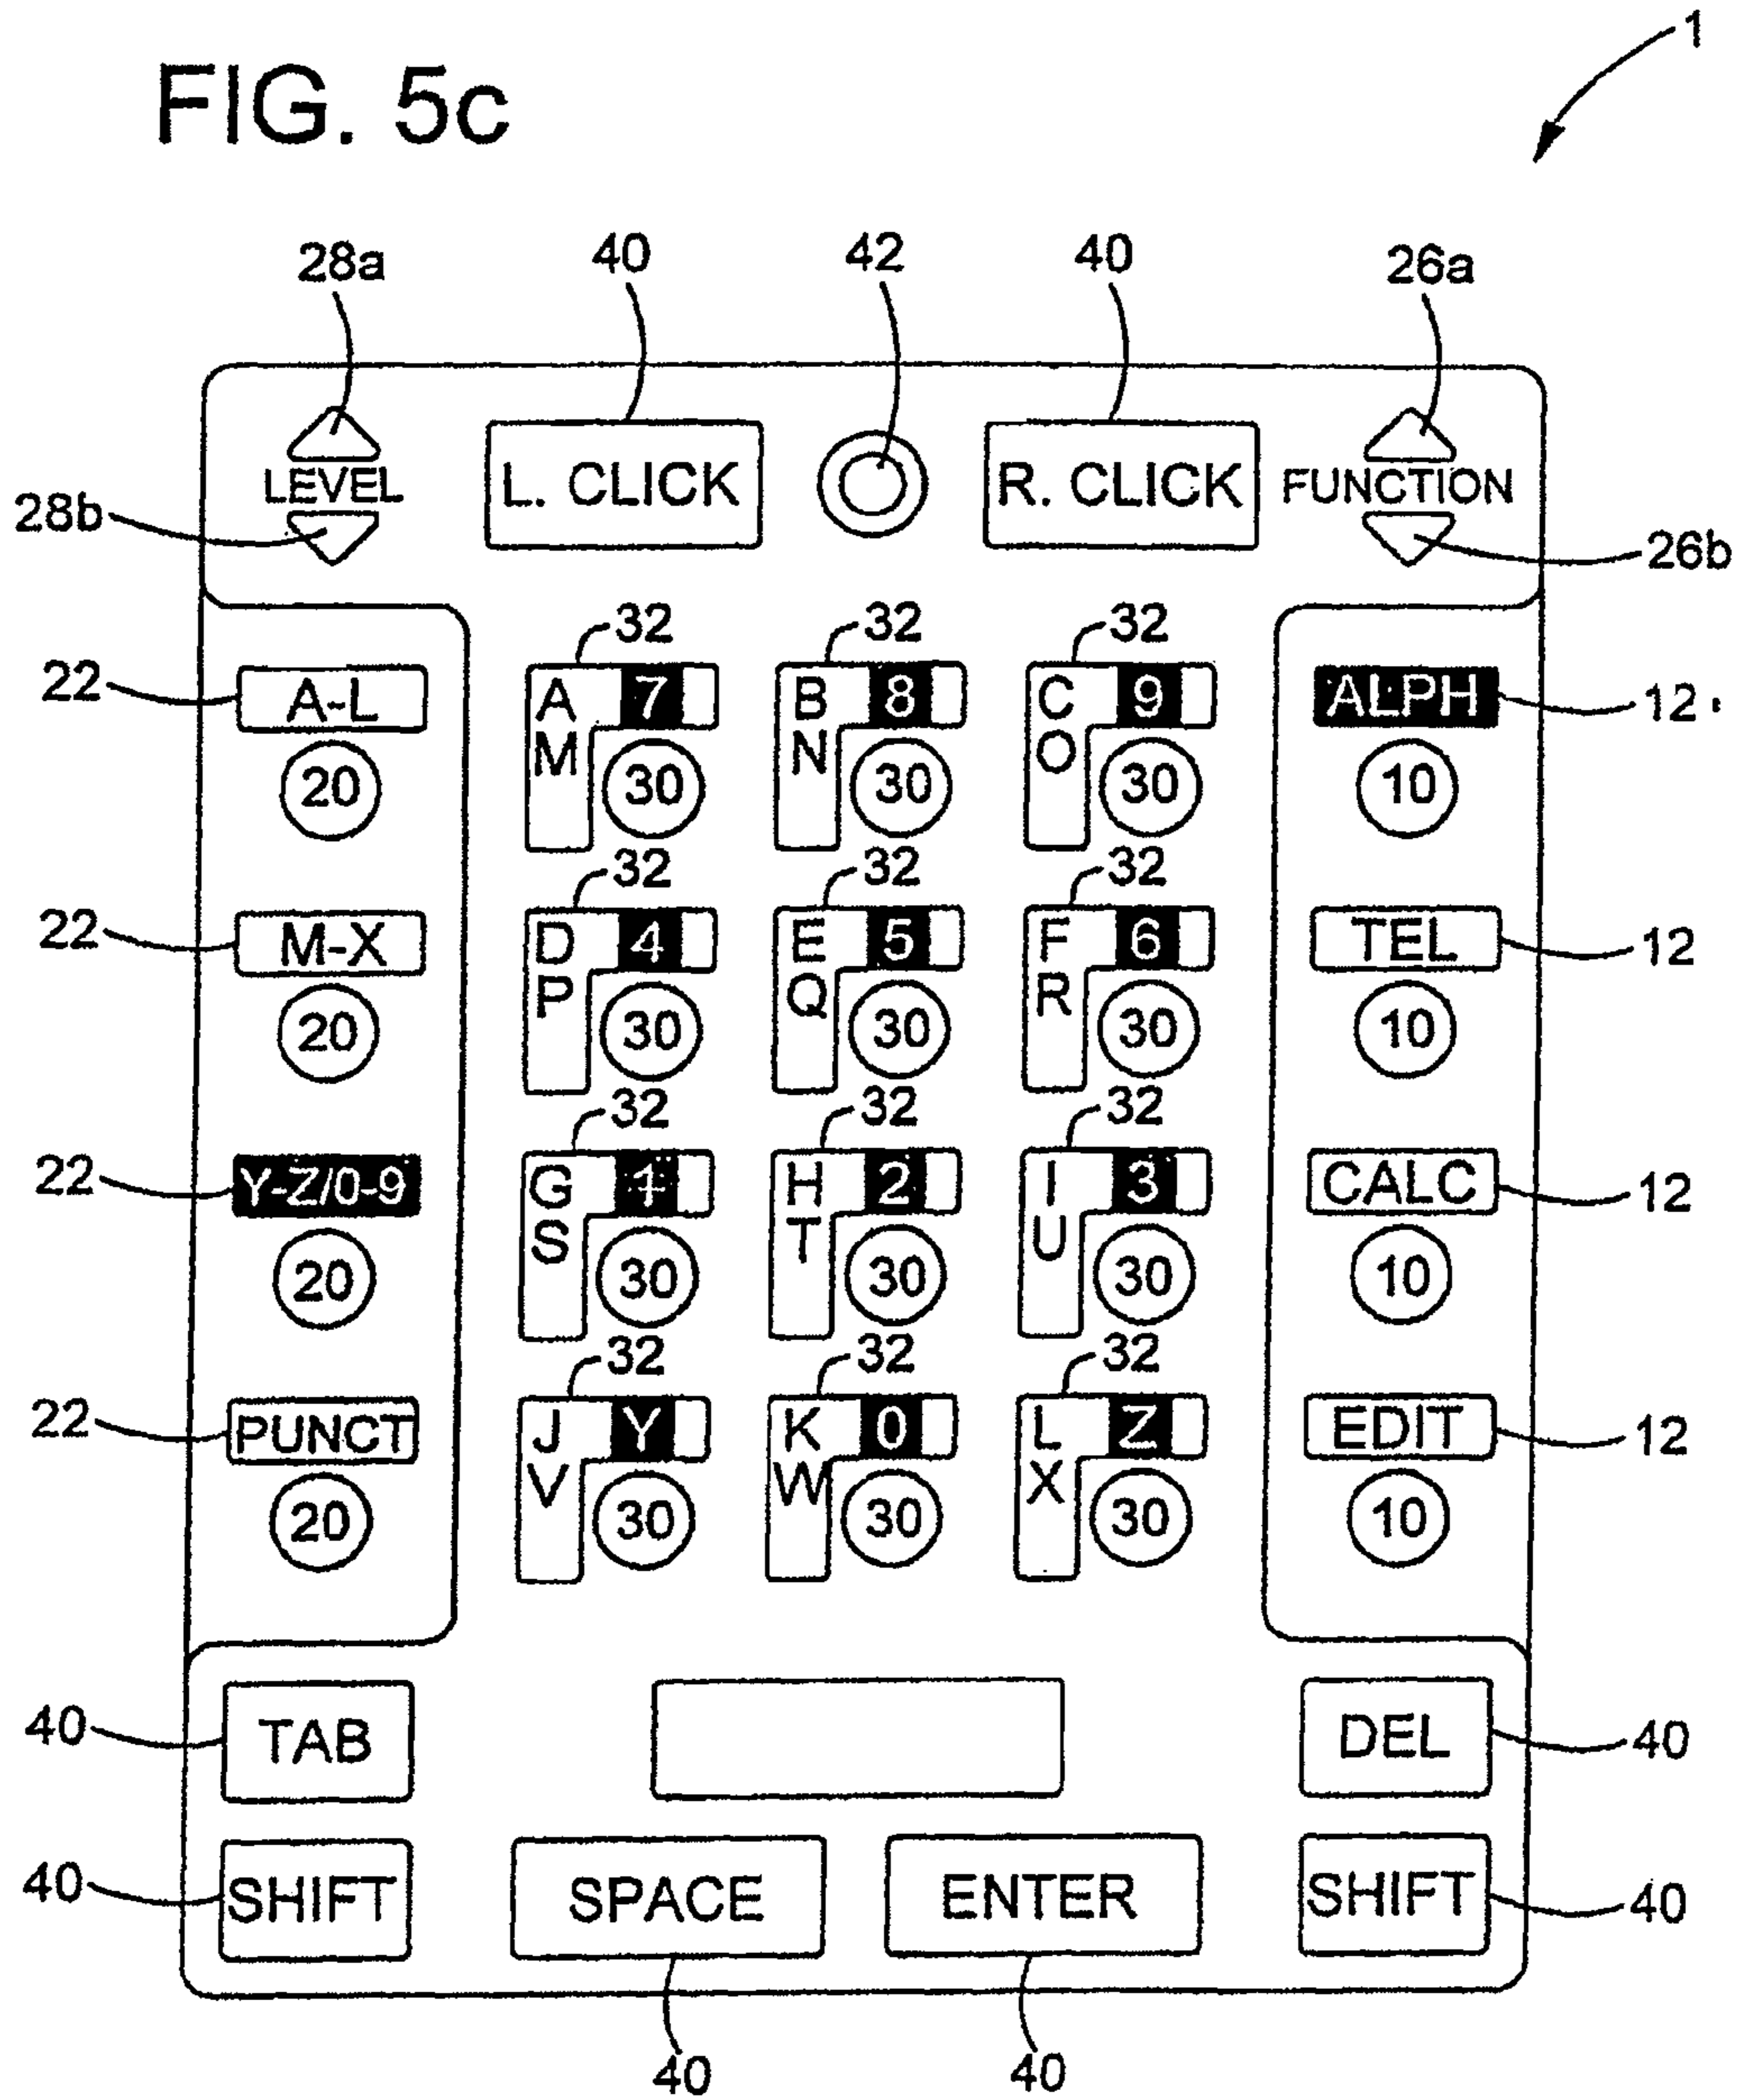 FIG. 5c
1
28a 40 42 40 26a
LEVEL L. CLICK R. CLICK FUNCTION
28b 26b
32 32 32
22 A-L A 7 B 8 C 9 ALPH 12
M N O
20 30 30 30 10
32 32 32
22 M-X D 4 E 5 F 6 TEL 12
P Q R
20 30 30 30 10
32 32 32
22 Y-Z/0-9 G 4 H 2 I 3 CALC 12
S T U
20 30 30 30 10
32 32 32
22 PUNCT J Y K 0 L Z EDIT 12
V W X
20 30 30 30 10
40 TAB DEL 40
40 SHIFT SPACE ENTER SHIFT 40
40 40